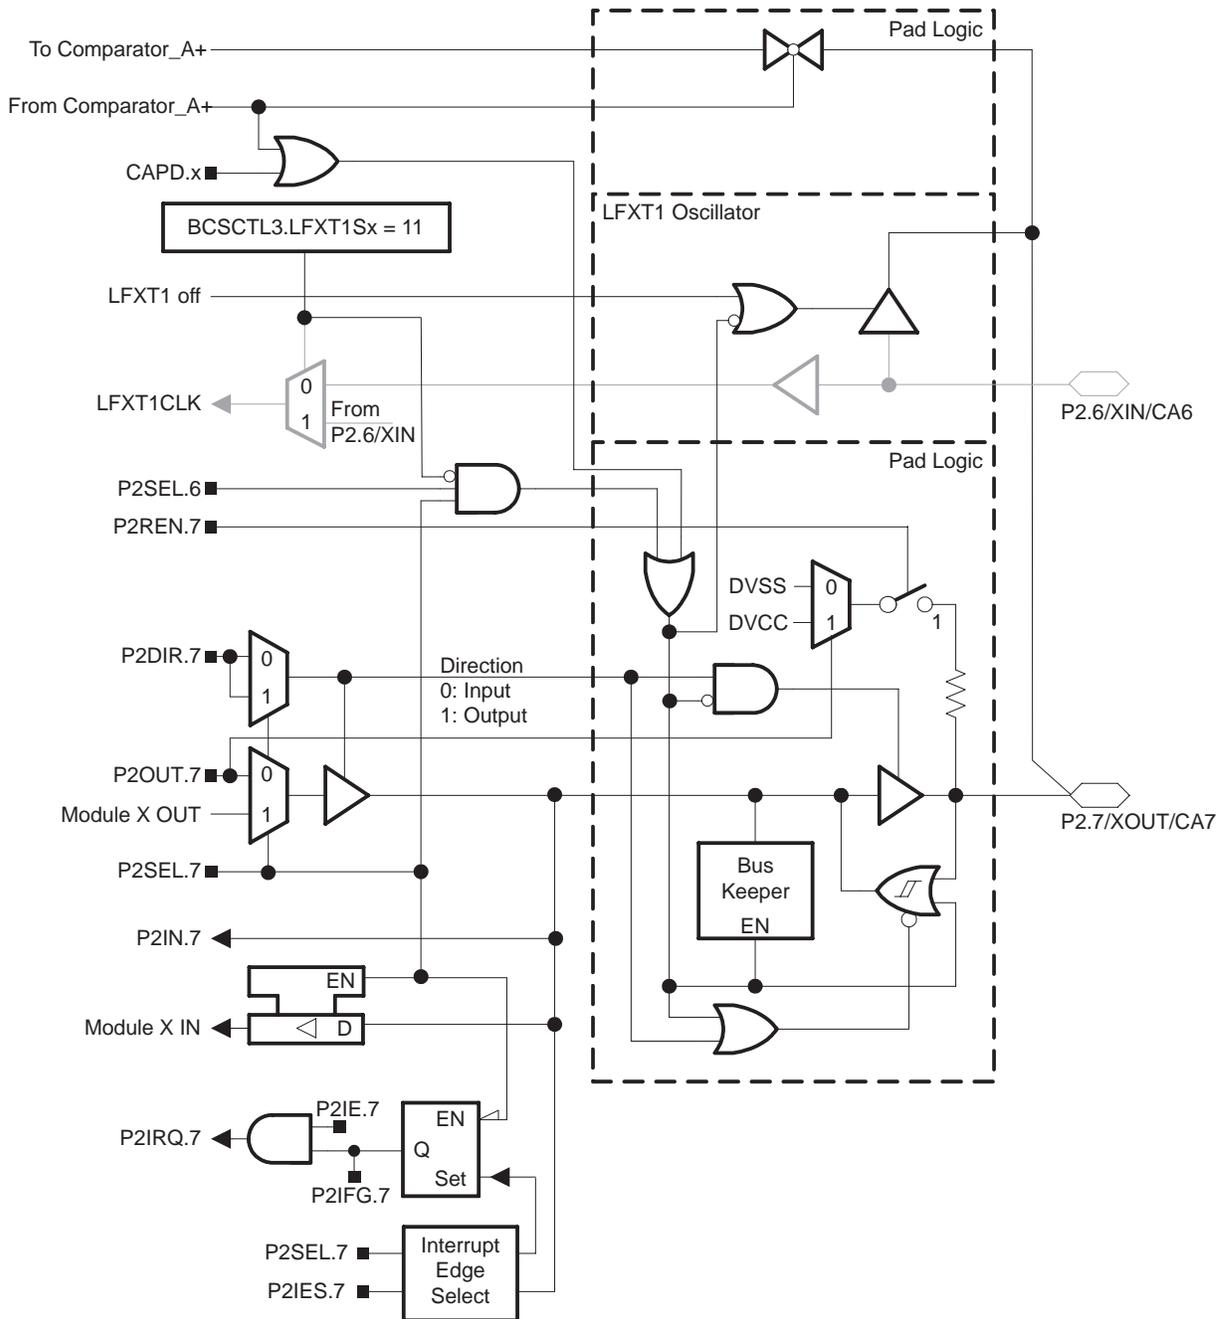 Pad Logic
To Comparator_A+
From Comparator_A+
CAPD.x
BCSCTL3.LFXT1Sx = 11
LFXT1 Oscillator
LFXT1 off
0
1
LFXT1CLK
From
P2.6/XIN
P2.6/XIN/CA6
Pad Logic
P2SEL.6
P2REN.7
DVSS
DVCC
0
1
1
P2DIR.7
0
1
Direction
0: Input
1: Output
P2OUT.7
0
1
Module X OUT
P2.7/XOUT/CA7
P2SEL.7
Bus
Keeper
EN
P2IN.7
EN
D
Module X IN
P2IE.7
P2IRQ.7
P2IFG.7
EN
Q
Set
P2SEL.7
P2IES.7
Interrupt
Edge
Select